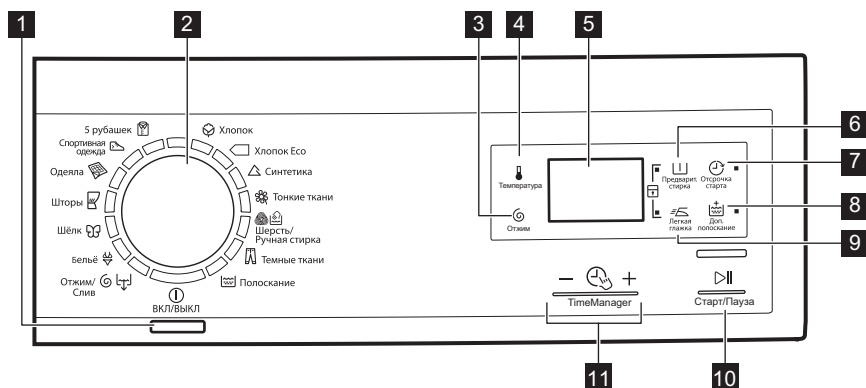 1
2
3
4
5
6
7
8
9
10
11
5 рубашек
Спортивная
одежда
Одеяла
Шторы
Шёлк
Бельё
Отжим/
Слив
ВКЛ/ВЫКЛ
Хлопок
Хлопок Eco
Синтетика
Тонкие ткани
Шерсть/
Ручная стирка
Темные ткани
Полоскание
Температура
Отжим
Предварит.
стирка
Отсрочка
старта
Легкая
глажка
Доп.
полоскание
TimeManager
Старт/Пауза